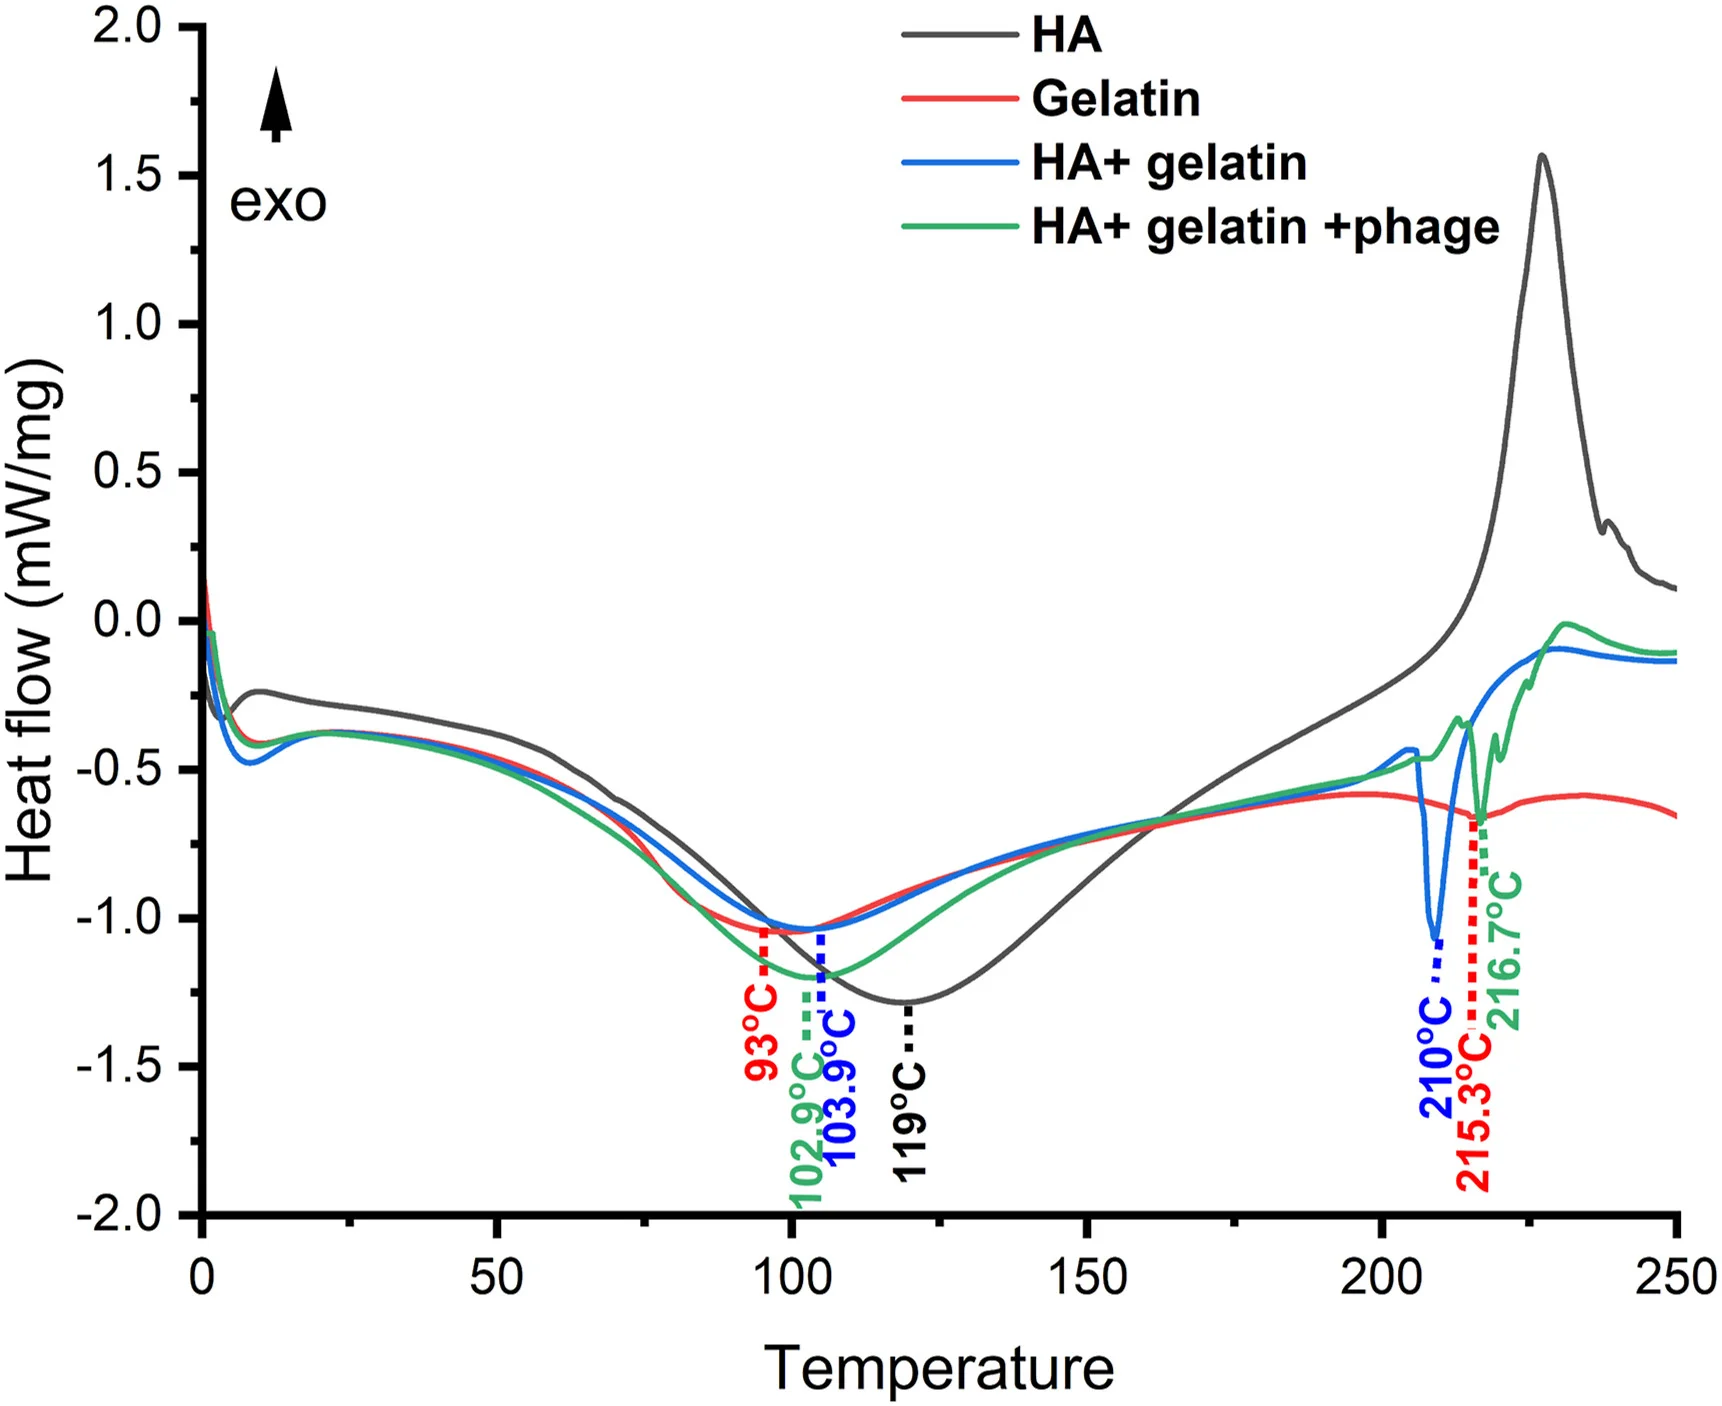 HA
Gelatin
HA+ gelatin
HA+ gelatin +phage
exo
Heat flow (mW/mg)
2.0
1.5
1.0
0.5
0.0
-0.5
-1.0
-1.5
-2.0
93°C
102.9°C
103.9°C
119°C
210°C
215.3°C
216.7°C
0
50
100
150
200
250
Temperature